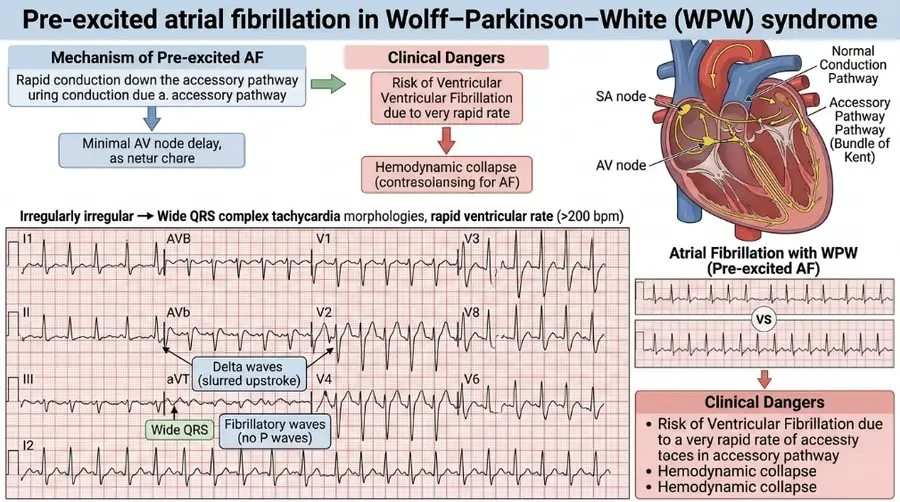 Pre-excited atrial fibrillation in Wolff–Parkinson–White (WPW) syndrome
Mechanism of Pre-excited AF
Rapid conduction down the accessory pathway
uring conduction due a. accessory pathway
Minimal AV node delay,
as netur chare
Clinical Dangers
Risk of Ventricular
Ventricular Fibrillation
due to very rapid rate
Hemodynamic collapse
(contresolansing for AF)
SA node
AV node
Normal
Conduction
Pathway
Accessory
Pathway
Pathway
(Bundle of
Kent)
Irregularly irregular → Wide QRS complex tachycardia morphologies, rapid ventricular rate (>200 bpm)
I1
AVB
V1
V3
II
AVb
V2
V8
Delta waves
(slurred upstroke)
III
aVT
V4
V6
Wide QRS
Fibrillatory waves
(no P waves)
I2
Atrial Fibrillation with WPW
(Pre-excited AF)
VS
Clinical Dangers
• Risk of Ventricular Fibrillation due
to a very rapid rate of accessiy
toces in accessory pathway
• Hemodynamic collapse
• Hemodynamic collapse